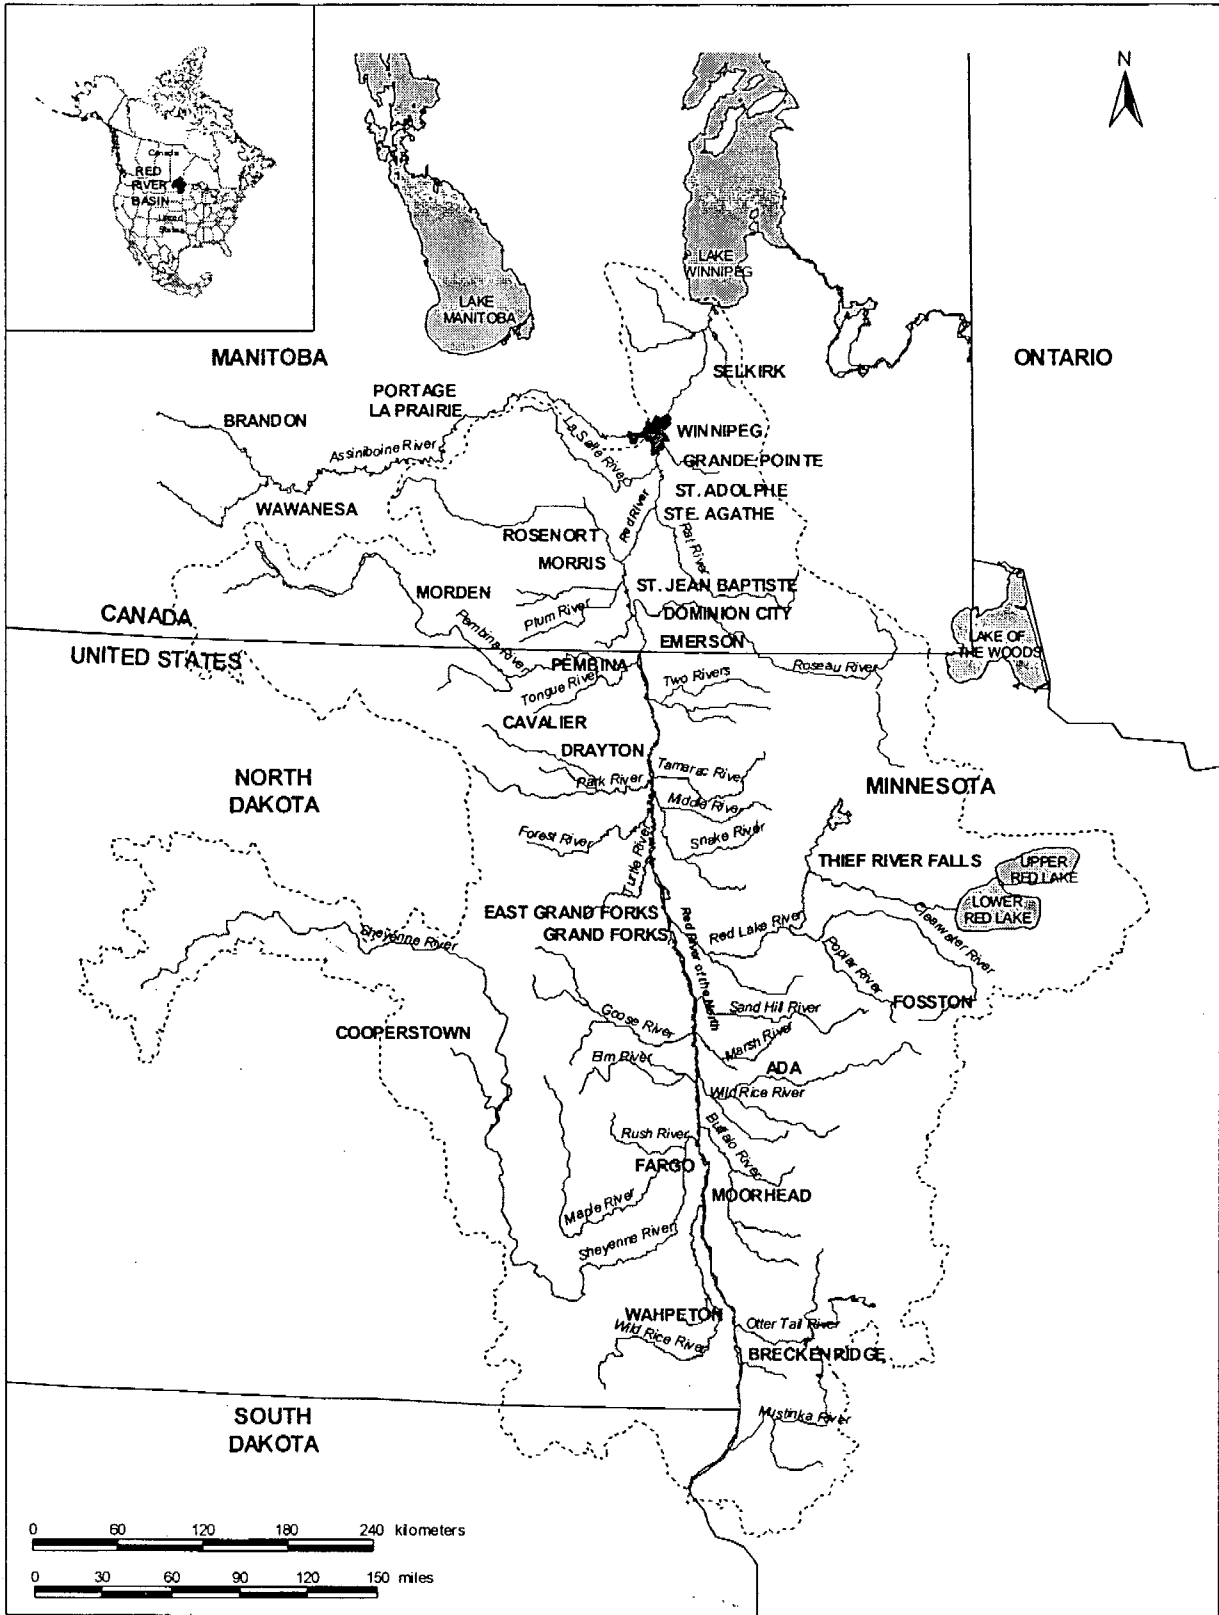 N
Canada
RED
RIVER
BASIN
United
States
LAKE
WINNIPEG
LAKE
MANITOBA
MANITOBA
ONTARIO
SELKIRK
PORTAGE
LA PRAIRIE
BRANDON
Assiniboine River
La Salle River
WINNIPEG
GRANDE POINTE
WAWANESA
ST. ADOLPHE
STE. AGATHE
Red River
ROSENORT
MORRIS
Rat River
MORDEN
ST. JEAN BAPTISTE
Plum River
DOMINION CITY
CANADA
Pembina River
EMERSON
LAKE OF
THE WOODS
UNITED STATES
PEMBINA
Roseau River
Tongue River
Two Rivers
CAVALIER
DRAYTON
Tamarac River
NORTH
DAKOTA
Park River
MINNESOTA
Middle River
Forest River
Snake River
Turtle River
THIEF RIVER FALLS
UPPER
RED LAKE
LOWER
RED LAKE
EAST GRAND FORKS
GRAND FORKS
Red River of the North
Red Lake River
Clearwater River
Sheyenne River
Poplar River
FOSSTON
Sand Hill River
COOPERSTOWN
Goose River
Marsh River
Elm River
ADA
Wild Rice River
Rush River
Buffalo River
FARGO
MOORHEAD
Maple River
Sheyenne River
WAHPETON
Otter Tail River
Wild Rice River
BRECKENRIDGE
SOUTH
DAKOTA
Mustinka River
0 60 120 180 240 kilometers
0 30 60 90 120 150 miles